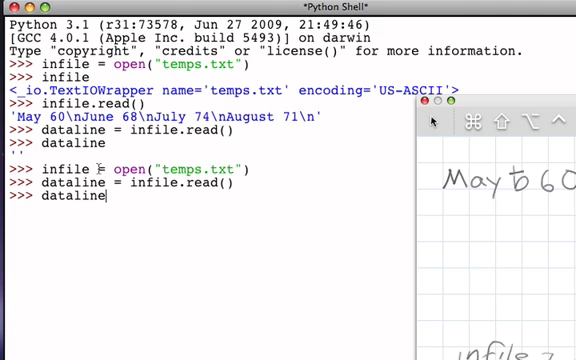 *Python Shell*
Python 3.1 (r31:73578, Jun 27 2009, 21:49:46)
[GCC 4.0.1 (Apple Inc. build 5493)] on darwin
Type "copyright", "credits" or "license()" for more information.
>>> infile = open("temps.txt")
>>> infile
<_io.TextIOWrapper name='temps.txt' encoding='US-ASCII'>
>>> infile.read()
'May 60\nJune 68\nJuly 74\nAugust 71\n'
>>> dataline = infile.read()
>>> dataline
''
>>> infile = open("temps.txt")
>>> dataline = infile.read()
>>> dataline
May 60
infile